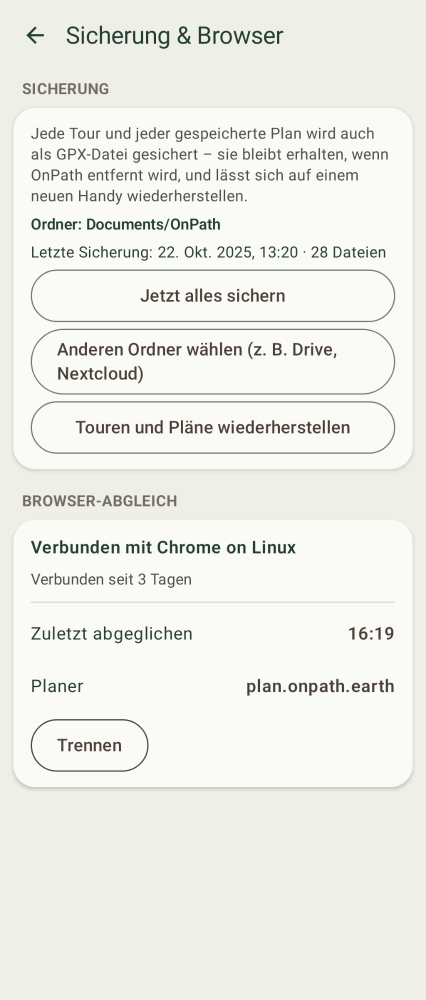 Sicherung & Browser
SICHERUNG
Jede Tour und jeder gespeicherte Plan wird auch
als GPX-Datei gesichert – sie bleibt erhalten, wenn
OnPath entfernt wird, und lässt sich auf einem
neuen Handy wiederherstellen.
Ordner: Documents/OnPath
Letzte Sicherung: 22. Okt. 2025, 13:20 · 28 Dateien
Jetzt alles sichern
Anderen Ordner wählen (z. B. Drive,
Nextcloud)
Touren und Pläne wiederherstellen
BROWSER-ABGLEICH
Verbunden mit Chrome on Linux
Verbunden seit 3 Tagen
Zuletzt abgeglichen 16:19
Planer plan.onpath.earth
Trennen